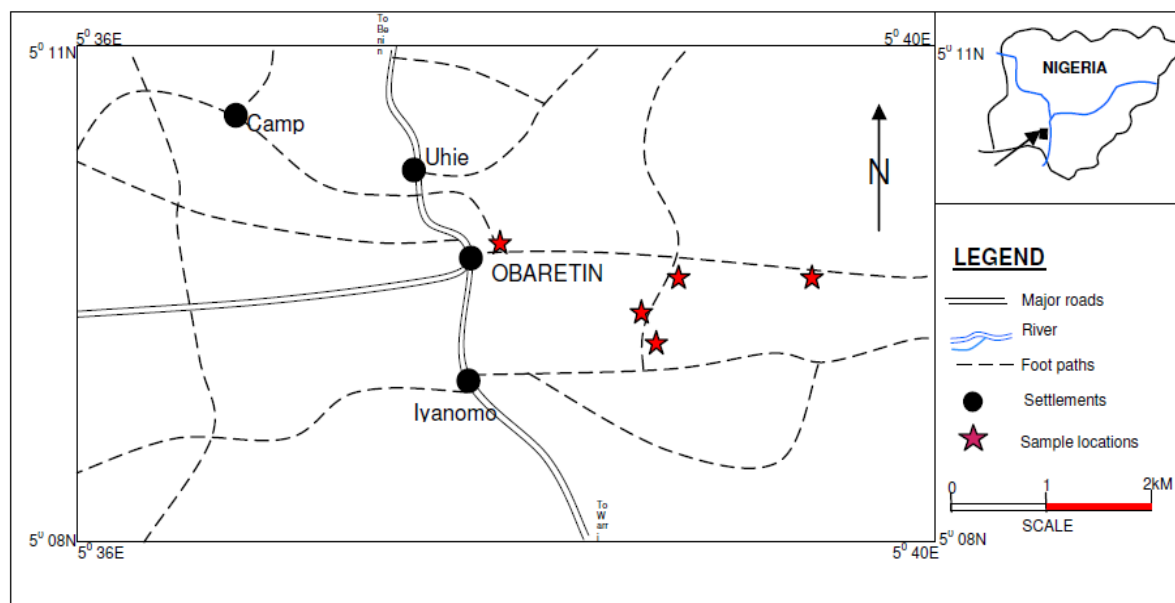 5⁰ 36E
To
Be
ni
n
5⁰ 40E
5⁰ 11N
5⁰ 11N
NIGERIA
Camp
Uhie
N
OBARETIN
Iyanomo
To
W
arr
i
5⁰ 08N
5⁰ 36E
5⁰ 40E
5⁰ 08N
LEGEND
Major roads
River
Foot paths
Settlements
Sample locations
0 1 2kM
SCALE